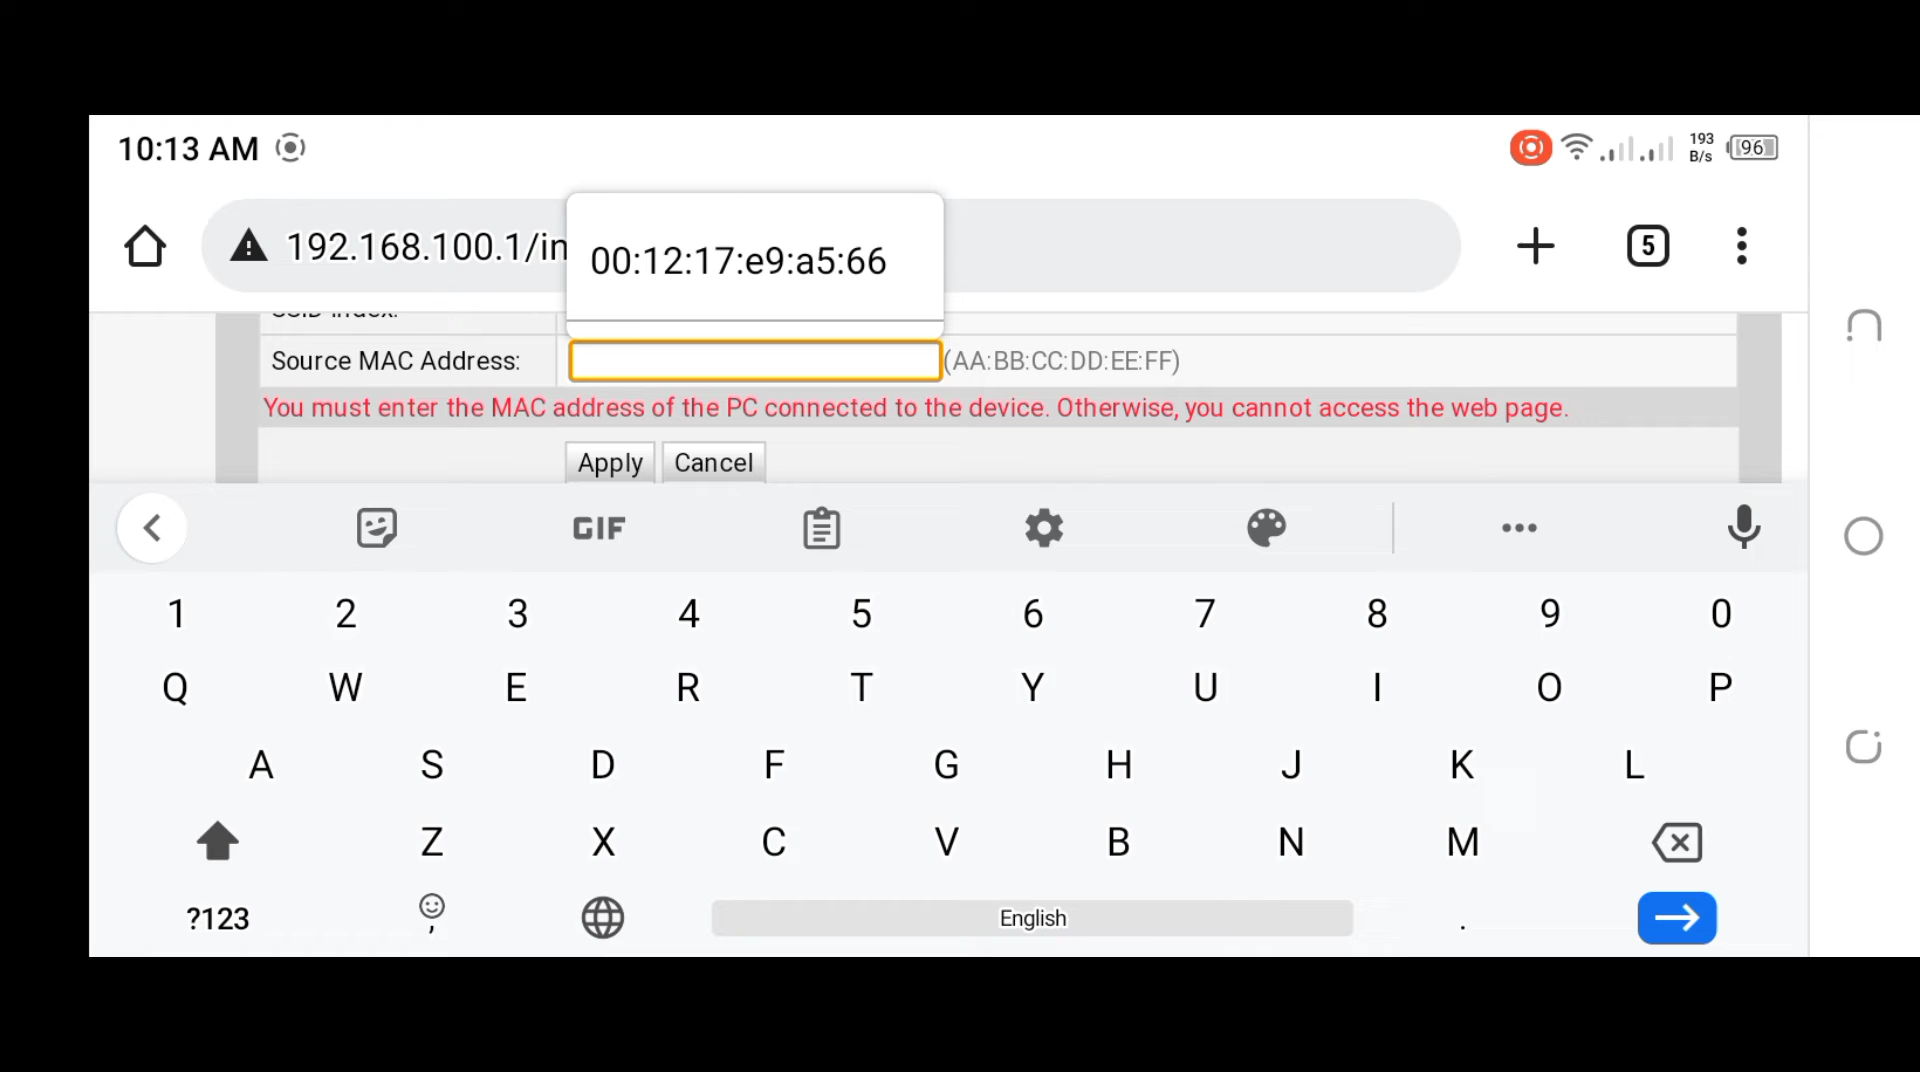 10:13 AM
193
B/s
96
192.168.100.1/in
5
00:12:17:e9:a5:66
SSID Index:
Source MAC Address:
(AA:BB:CC:DD:EE:FF)
You must enter the MAC address of the PC connected to the device. Otherwise, you cannot access the web page.
Apply Cancel
GIF
1 2 3 4 5 6 7 8 9 0
Q W E R T Y U I O P
A S D F G H J K L
Z X C V B N M
?123 , English .